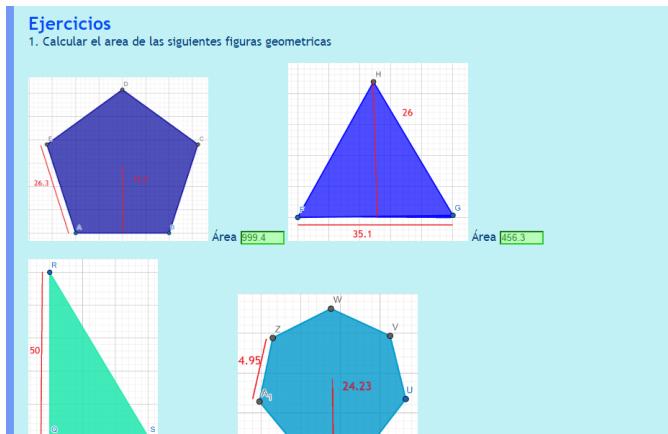 Ejercicios
1. Calcular el area de las siguientes figuras geometricas
D
H
E
C
26
26.3
A
B
F
G
35.1
Área 999.4
Área 456.3
R
W
Z
V
50
4.95
24.23
A₁
U
Q
S